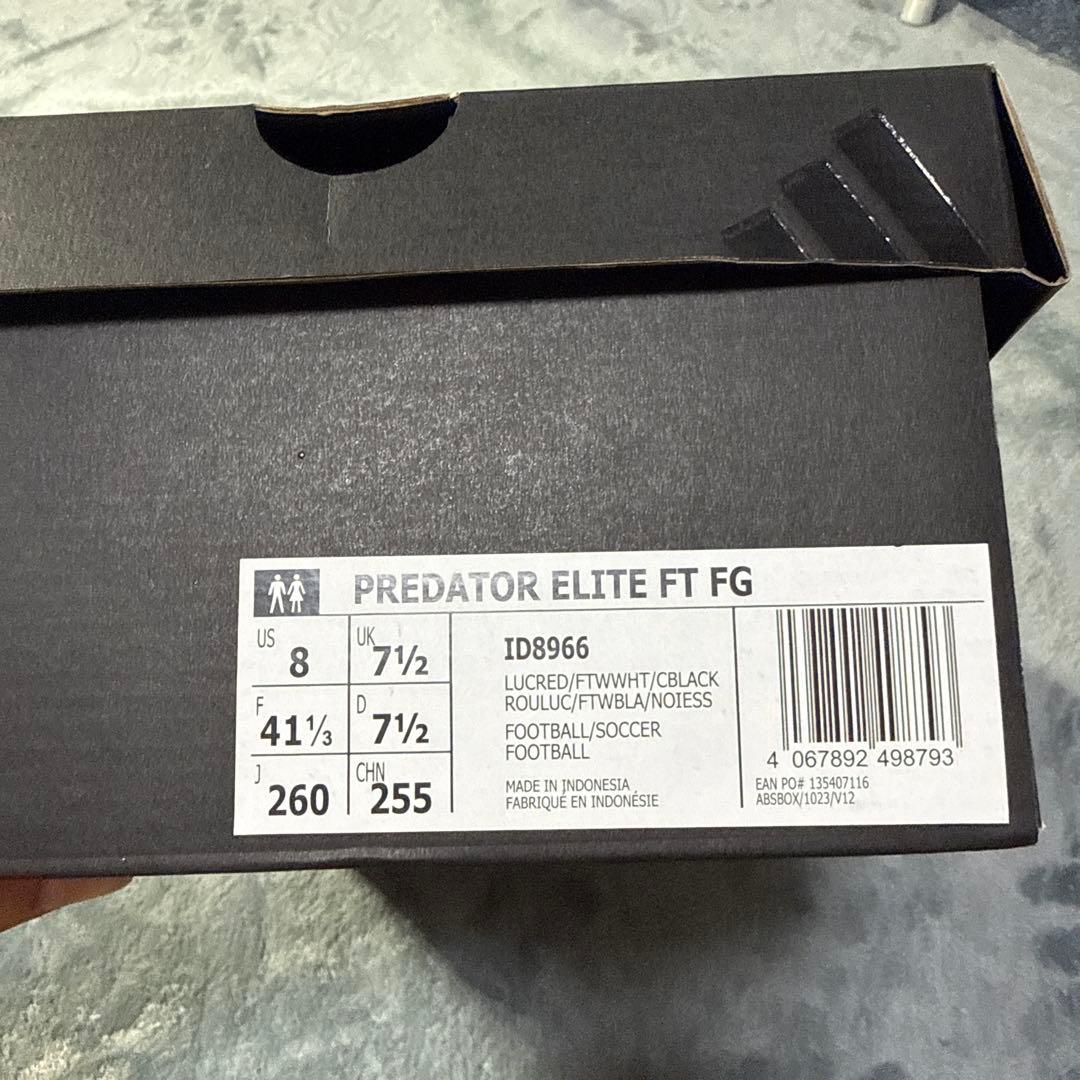 PREDATOR ELITE FT FG
US 8
UK 7½
F 41⅓
D 7½
J 260
CHN 255
ID8966
LUCRED/FTWWHT/CBLACK
ROULUC/FTWBLA/NOIESS
FOOTBALL/SOCCER
FOOTBALL
MADE IN INDONESIA
FABRIQUÉ EN INDONÉSIE
4 067892 498793
EAN PO# 135407116
ABSBOX/1023/V12